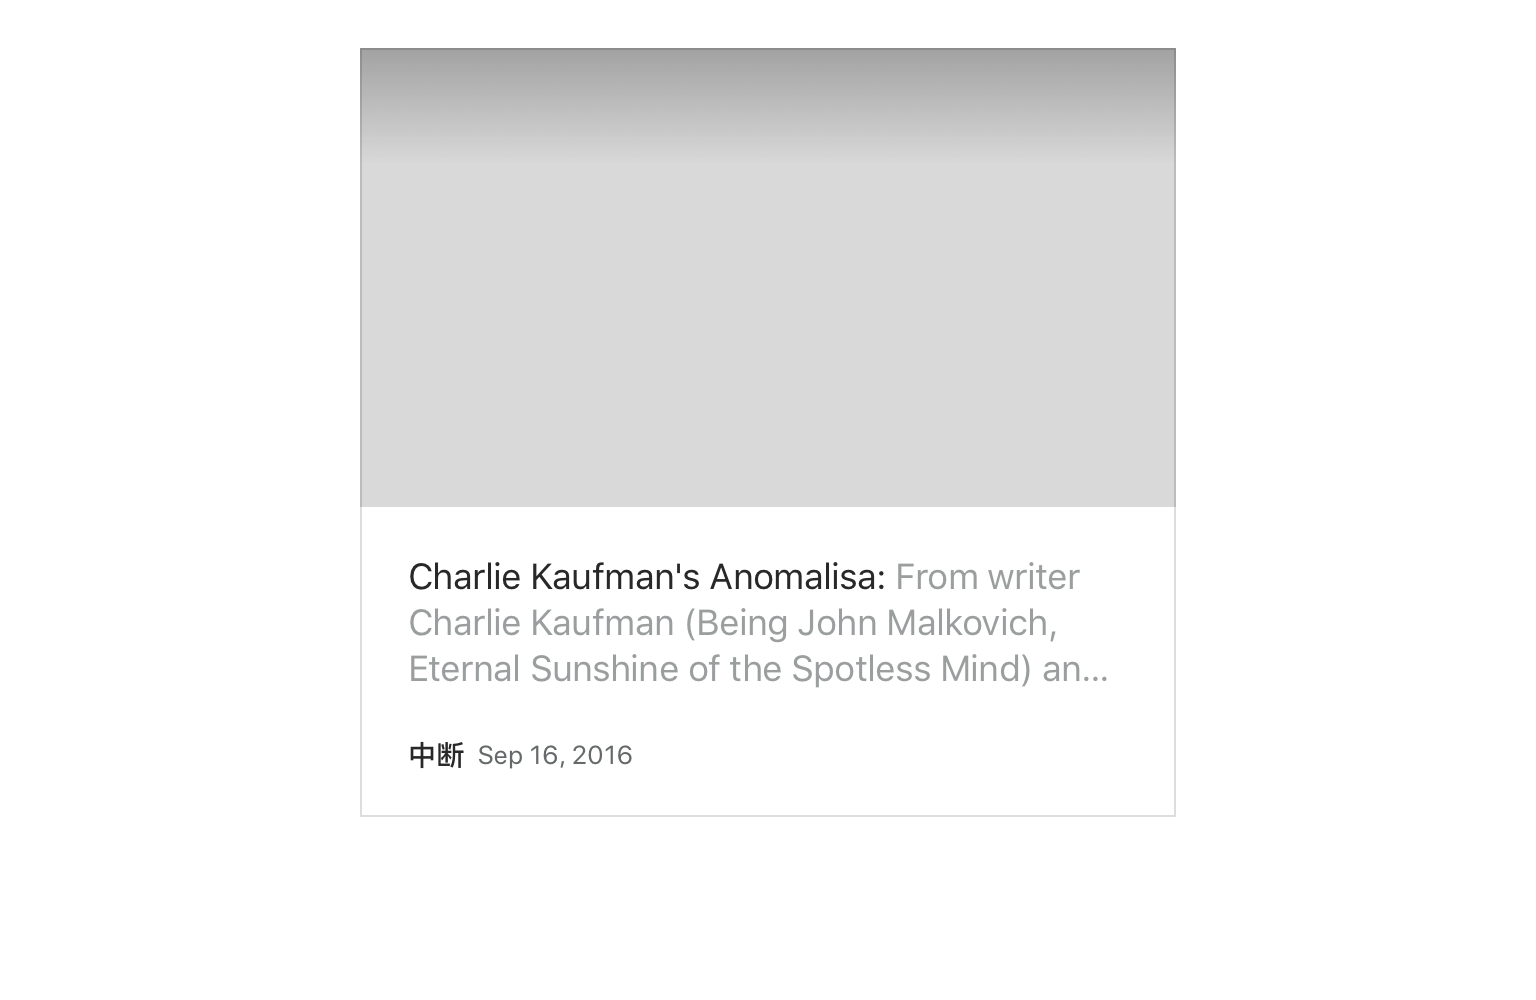 Charlie Kaufman's Anomalisa: From writer
Charlie Kaufman (Being John Malkovich,
Eternal Sunshine of the Spotless Mind) an...
中断 Sep 16, 2016